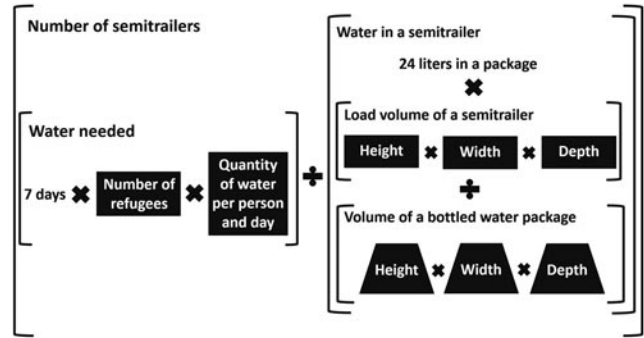 Number of semitrailers
Water needed
7 days ✖ Number of refugees ✖ Quantity of water per person and day
÷
Water in a semitrailer
24 liters in a package
✖
Load volume of a semitrailer
Height ✖ Width ✖ Depth
÷
Volume of a bottled water package
Height ✖ Width ✖ Depth